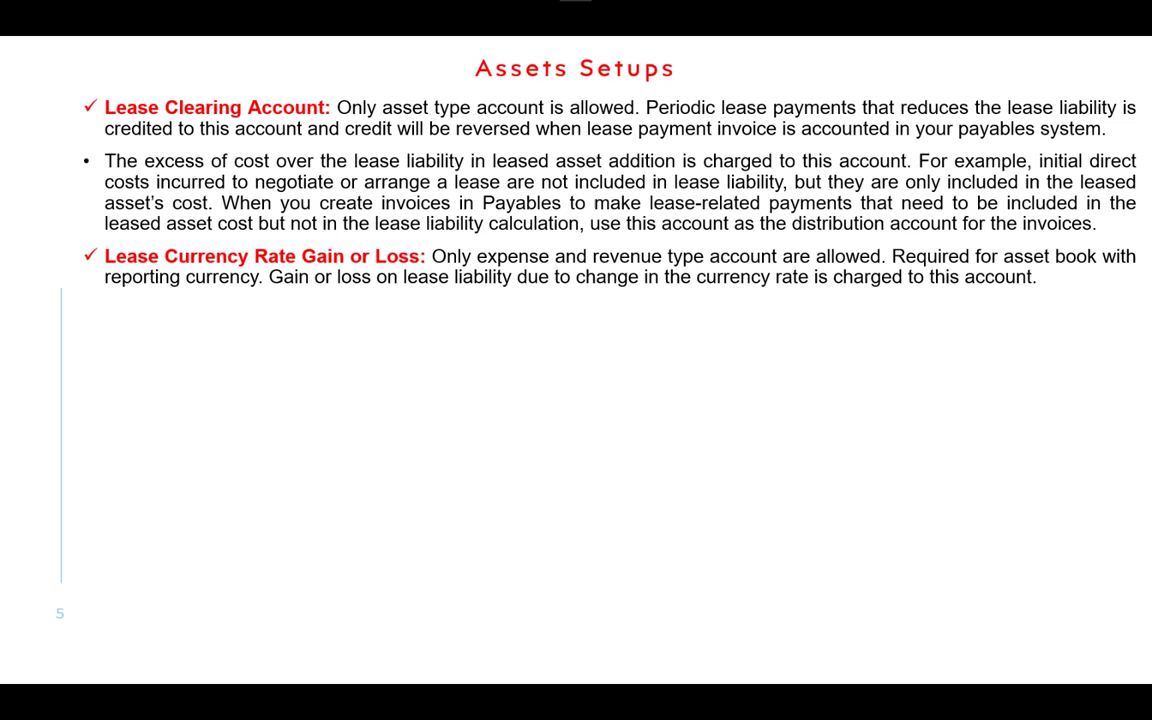 Assets Setups
✓ Lease Clearing Account: Only asset type account is allowed. Periodic lease payments that reduces the lease liability is
credited to this account and credit will be reversed when lease payment invoice is accounted in your payables system.
• The excess of cost over the lease liability in leased asset addition is charged to this account. For example, initial direct
costs incurred to negotiate or arrange a lease are not included in lease liability, but they are only included in the leased
asset's cost. When you create invoices in Payables to make lease-related payments that need to be included in the
leased asset cost but not in the lease liability calculation, use this account as the distribution account for the invoices.
✓ Lease Currency Rate Gain or Loss: Only expense and revenue type account are allowed. Required for asset book with
reporting currency. Gain or loss on lease liability due to change in the currency rate is charged to this account.
5